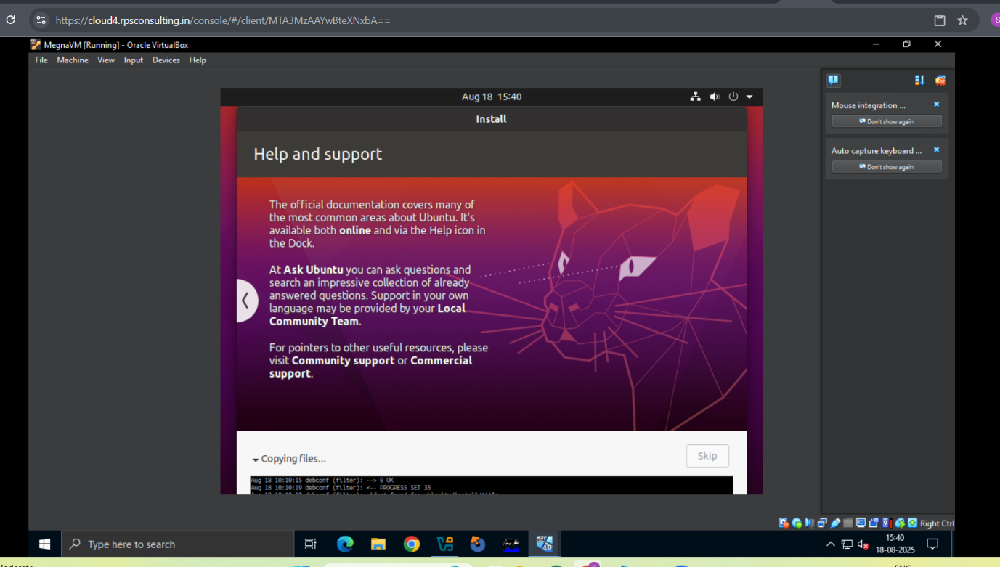 https://cloud4.rpsconsulting.in/console/#/client/MTA3MzAAYwBteXNxbA==
MegnaVM [Running] - Oracle VirtualBox
File Machine View Input Devices Help
Aug 18 15:40
Install
Help and support
The official documentation covers many of
the most common areas about Ubuntu. It's
available both online and via the Help icon in
the Dock.
At Ask Ubuntu you can ask questions and
search an impressive collection of already
answered questions. Support in your own
language may be provided by your Local
Community Team.
For pointers to other useful resources, please
visit Community support or Commercial
support.
Copying files...
Skip
Aug 18 10:10:15 debconf (filter): --> 0 OK
Aug 18 10:10:19 debconf (filter): <-- PROGRESS SET 35
Mouse integration ...
Don't show again
Auto capture keyboard ...
Don't show again
Right Ctrl
Type here to search
15:40
18-08-2025